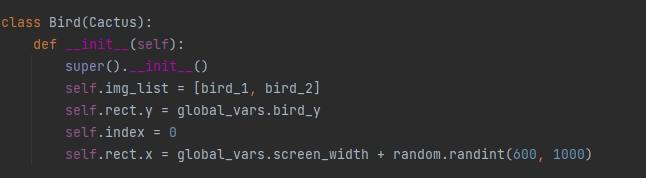 class Bird(Cactus):
    def __init__(self):
        super().__init__()
        self.img_list = [bird_1, bird_2]
        self.rect.y = global_vars.bird_y
        self.index = 0
        self.rect.x = global_vars.screen_width + random.randint(600, 1000)